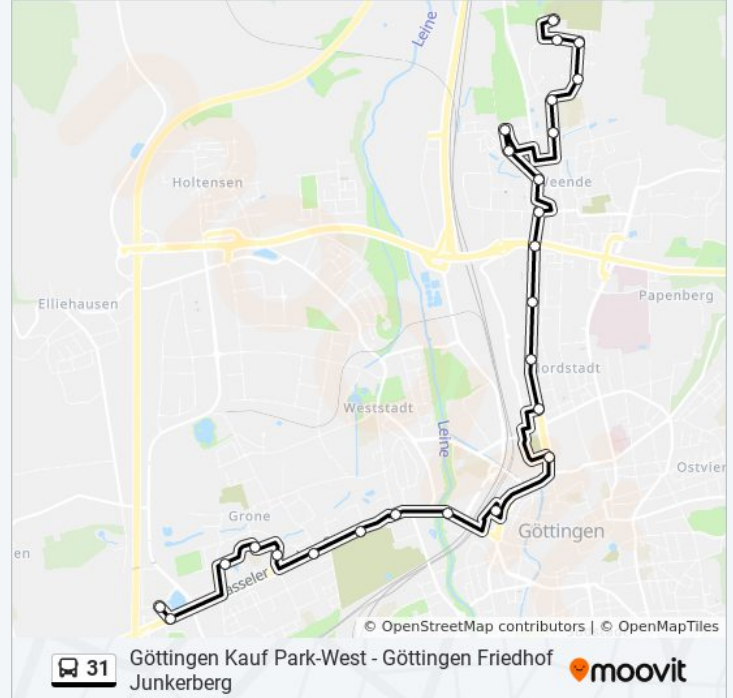 Leine
Holtensen
Weende
Elliehausen
Papenberg
Nordstadt
Weststadt
Leine
Ostvier
Grone
Göttingen
en
Kasseler
© OpenStreetMap contributors | © OpenMapTiles
31
Göttingen Kauf Park-West - Göttingen Friedhof
Junkerberg
moovit